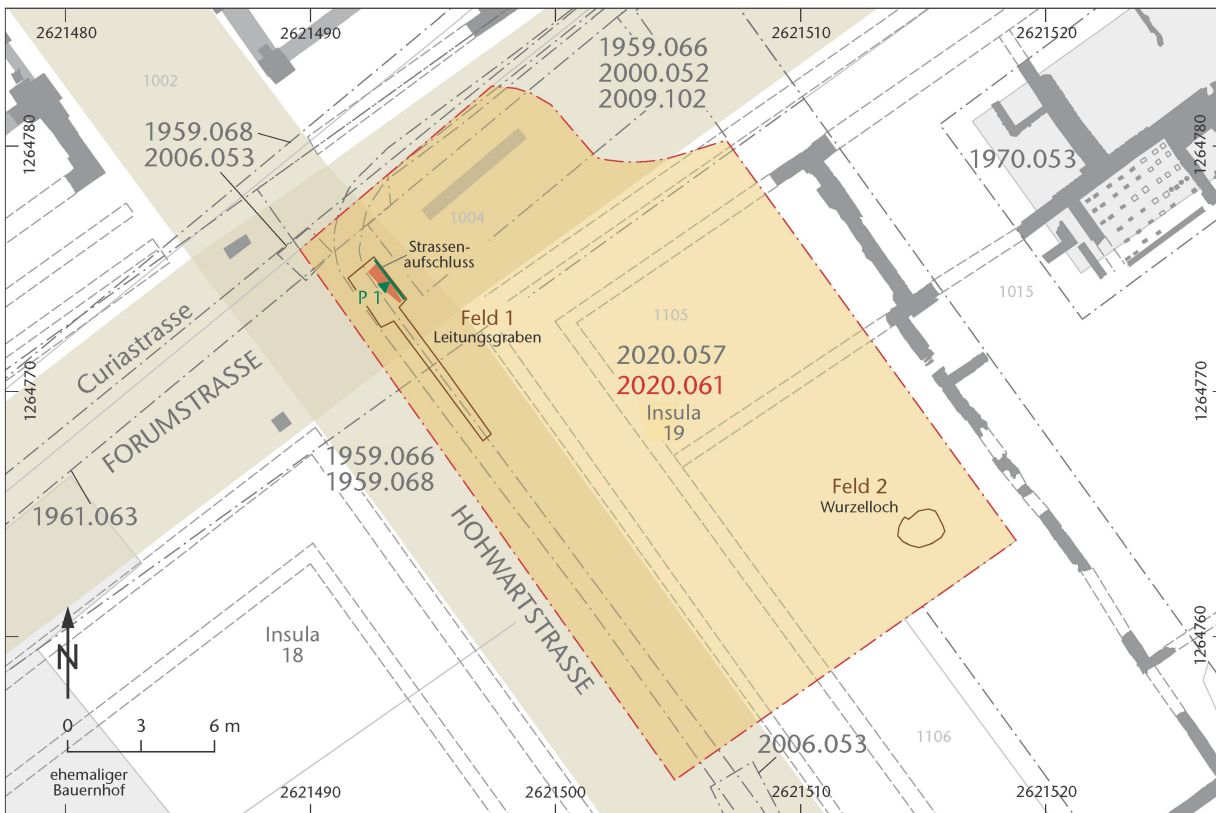 2621480
2621490
2621510
2621520
1002
1959.066
2000.052
2009.102
1264780
1959.068
2006.053
1970.053
1264780
1004
Strassen-
aufschluss
P 1
Feld 1
Leitungsgraben
1105
1015
2020.057
2020.061
Insula
19
Curiastrasse
FORUMSTRASSE
1264770
1264770
1959.066
1959.068
1961.063
Feld 2
Wurzelloch
HOHWARTSTRASSE
Insula
18
1264760
N
0 3 6 m
2006.053
1106
ehemaliger
Bauernhof
2621490
2621500
2621510
2621520